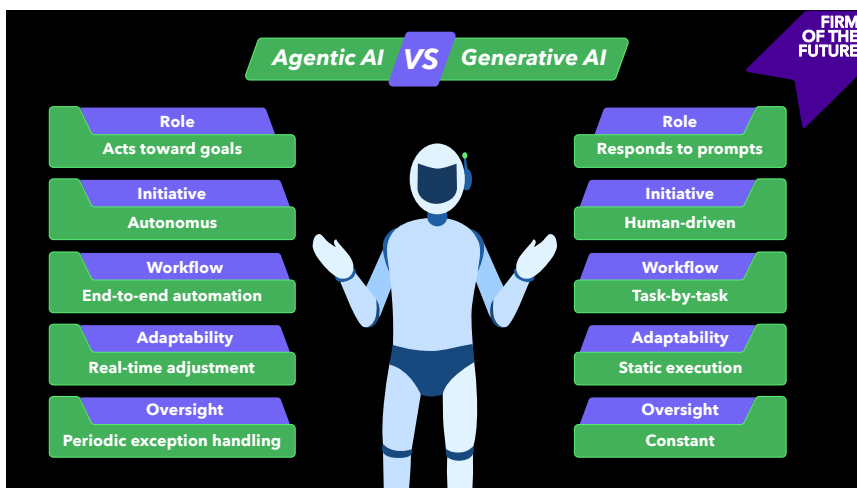 Agentic AI VS Generative AI
FIRM
OF THE
FUTURE
Role
Acts toward goals
Initiative
Autonomus
Workflow
End-to-end automation
Adaptability
Real-time adjustment
Oversight
Periodic exception handling
Role
Responds to prompts
Initiative
Human-driven
Workflow
Task-by-task
Adaptability
Static execution
Oversight
Constant